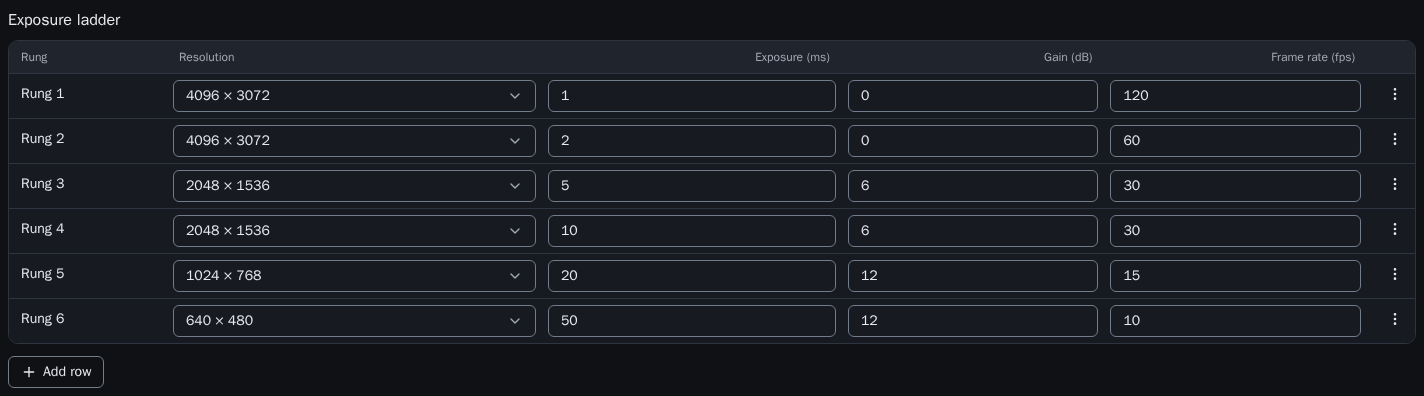 Exposure ladder
Rung Resolution Exposure (ms) Gain (dB) Frame rate (fps)
Rung 1 4096 × 3072 1 0 120
Rung 2 4096 × 3072 2 0 60
Rung 3 2048 × 1536 5 6 30
Rung 4 2048 × 1536 10 6 30
Rung 5 1024 × 768 20 12 15
Rung 6 640 × 480 50 12 10
Add row